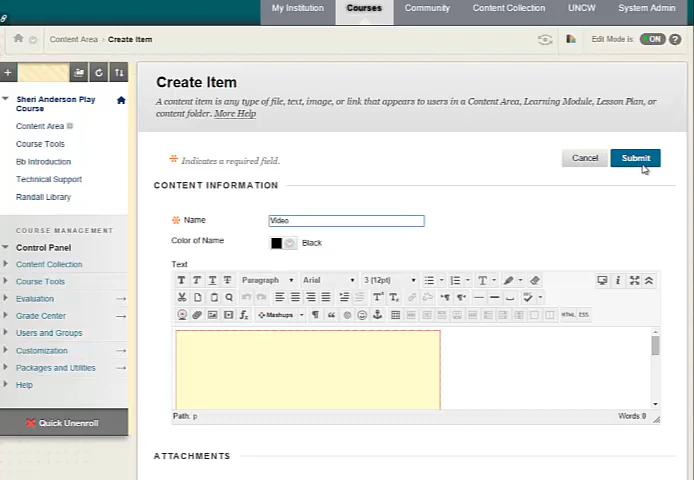 My Institution Courses Community Content Collection UNCW System Admin
Content Area Create Item Edit Mode is: ON ?
Sheri Anderson Play
Course
Content Area
Course Tools
Bb Introduction
Technical Support
Randall Library
COURSE MANAGEMENT
Control Panel
Content Collection
Course Tools
Evaluation
Grade Center
Users and Groups
Customization
Packages and Utilities
Help
Quick Unenroll
Create Item
A content item is any type of file, text, image, or link that appears to users in a Content Area, Learning Module, Lesson Plan, or
content folder. More Help
Indicates a required field.
Cancel Submit
CONTENT INFORMATION
Name Video
Color of Name Black
Text
T T T T Paragraph Arial 3 (12pt) T
Mashups HTML CSS
Path: p Words:0
ATTACHMENTS